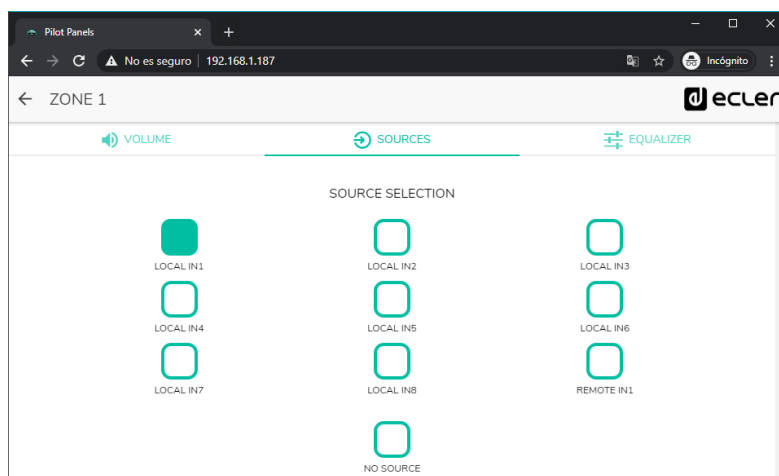 Pilot Panels
No es seguro | 192.168.1.187
Incógnito
ZONE 1
ecler
VOLUME
SOURCES
EQUALIZER
SOURCE SELECTION
LOCAL IN1
LOCAL IN2
LOCAL IN3
LOCAL IN4
LOCAL IN5
LOCAL IN6
LOCAL IN7
LOCAL IN8
REMOTE IN1
NO SOURCE